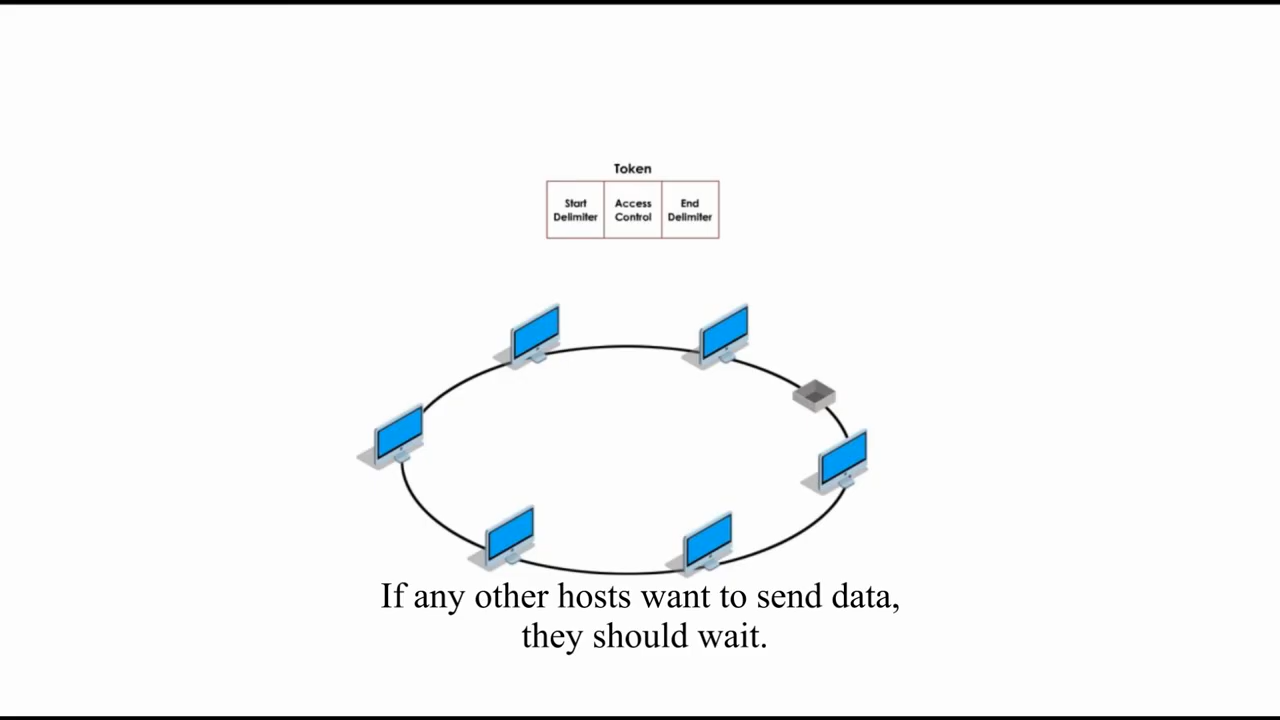 Token
Start Delimiter
Access Control
End Delimiter
If any other hosts want to send data,
they should wait.